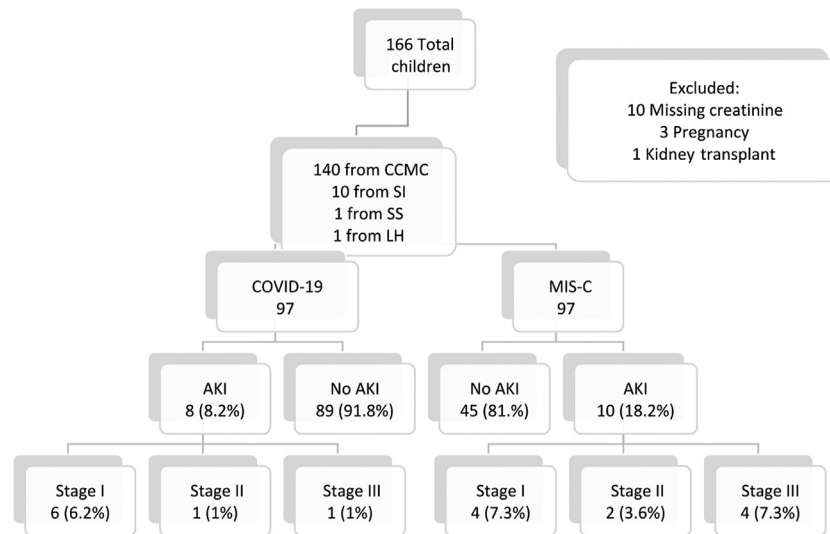 166 Total
children
Excluded:
10 Missing creatinine
3 Pregnancy
1 Kidney transplant
140 from CCMC
10 from SI
1 from SS
1 from LH
COVID-19
97
MIS-C
97
AKI
8 (8.2%)
No AKI
89 (91.8%)
No AKI
45 (81.%)
AKI
10 (18.2%)
Stage I
6 (6.2%)
Stage II
1 (1%)
Stage III
1 (1%)
Stage I
4 (7.3%)
Stage II
2 (3.6%)
Stage III
4 (7.3%)